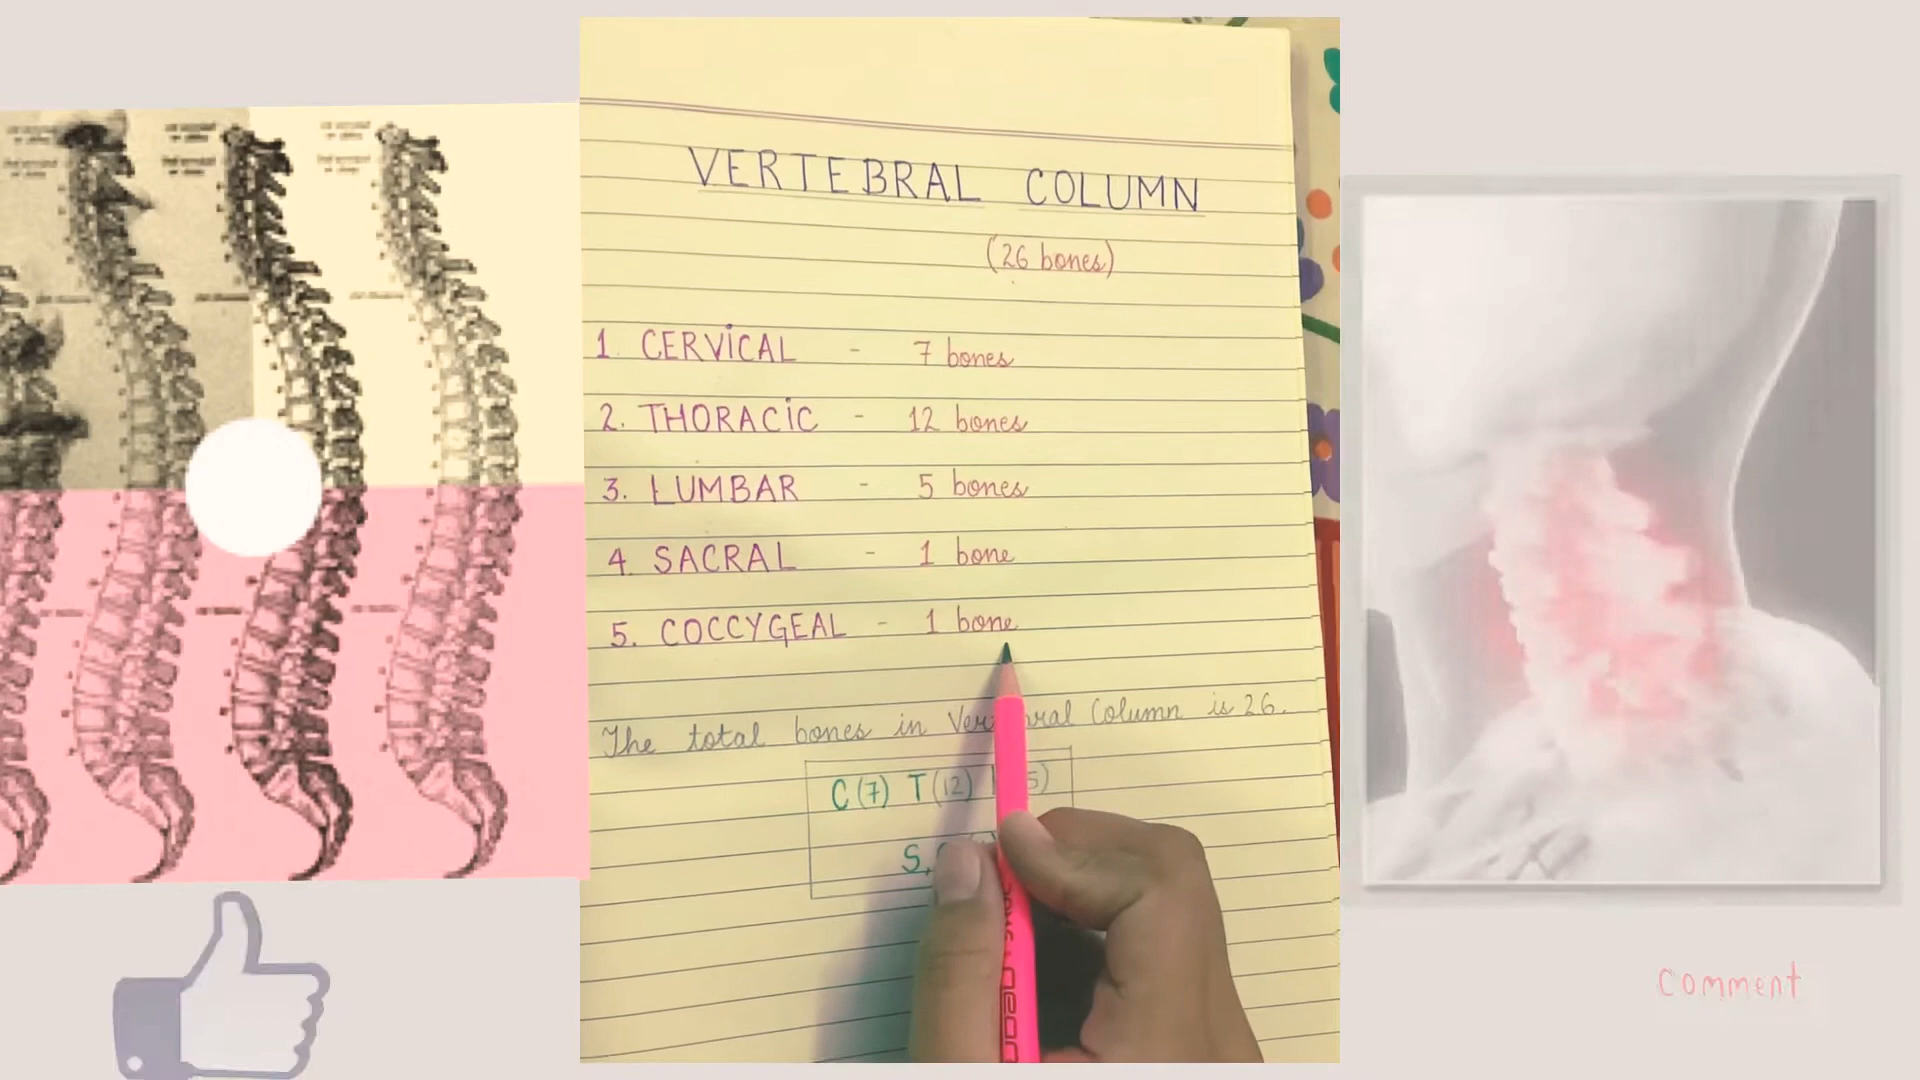 VERTEBRAL COLUMN
(26 bones)
1. CERVICAL - 7 bones
2. THORACIC - 12 bones
3. LUMBAR - 5 bones
4. SACRAL - 1 bone
5. COCCYGEAL - 1 bone
The total bones in Column is 26.
C(7) T(12)
S,
comment